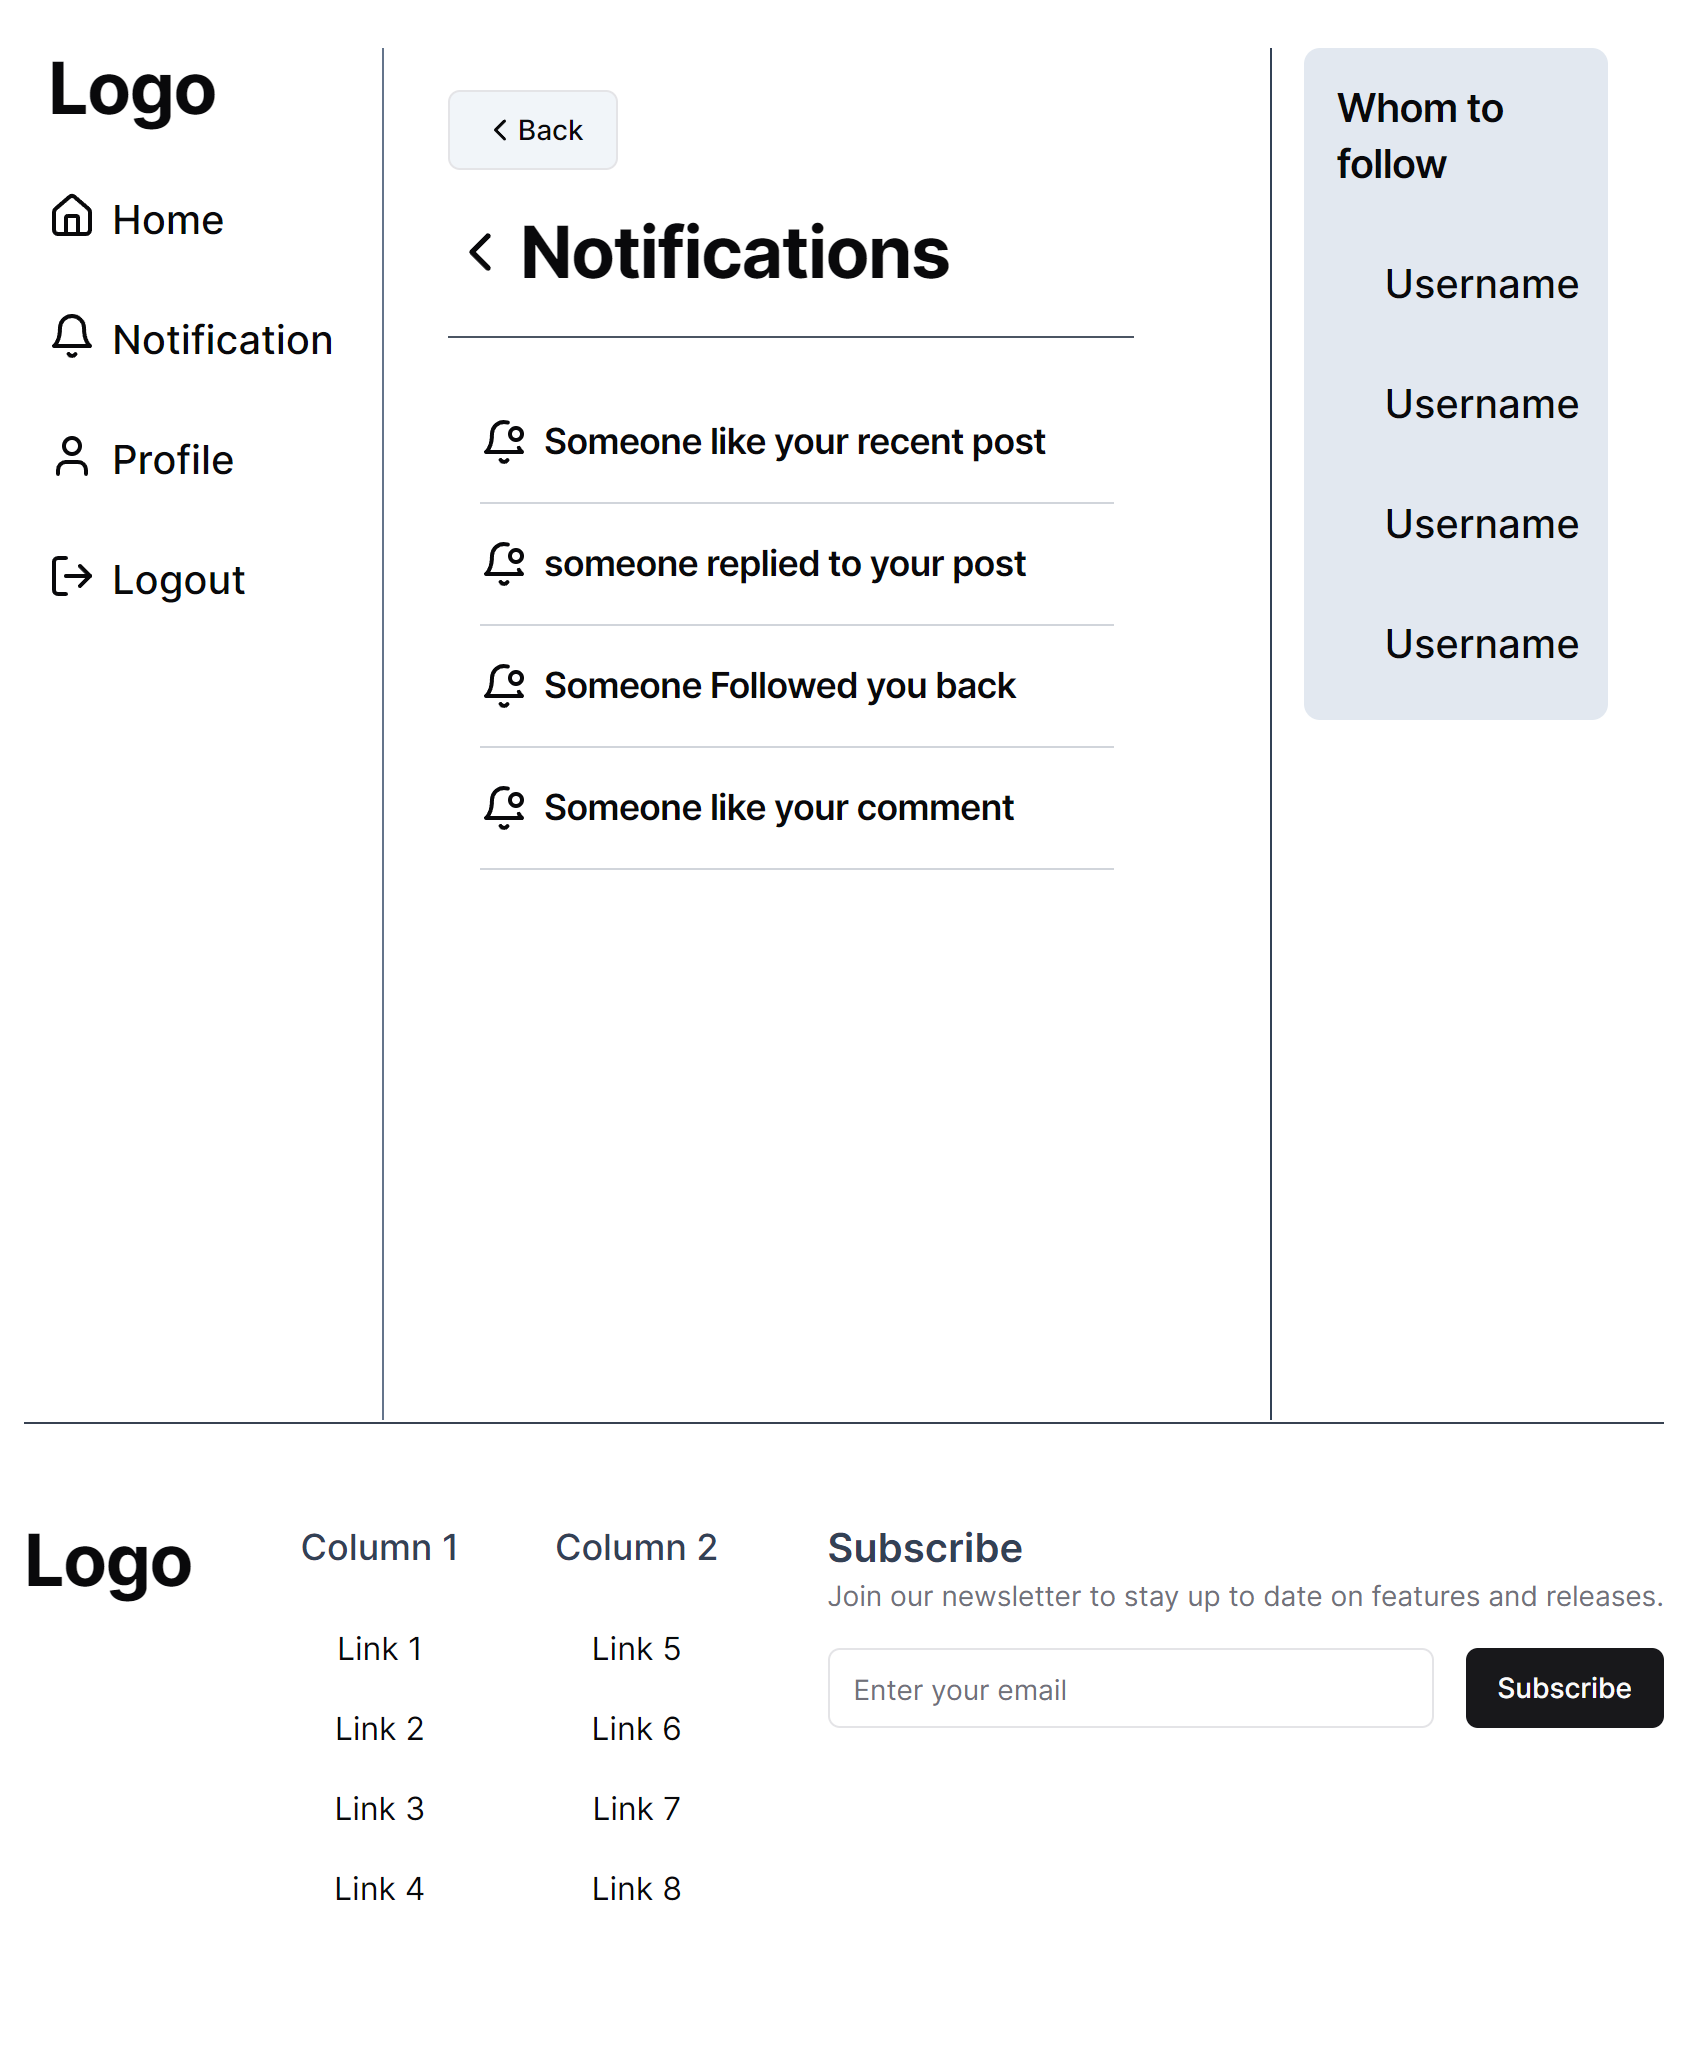 Logo
Home
Notification
Profile
Logout
Back
Notifications
Someone like your recent post
someone replied to your post
Someone Followed you back
Someone like your comment
Whom to
follow
Username
Username
Username
Username
Logo
Column 1
Link 1
Link 2
Link 3
Link 4
Column 2
Link 5
Link 6
Link 7
Link 8
Subscribe
Join our newsletter to stay up to date on features and releases.
Enter your email
Subscribe